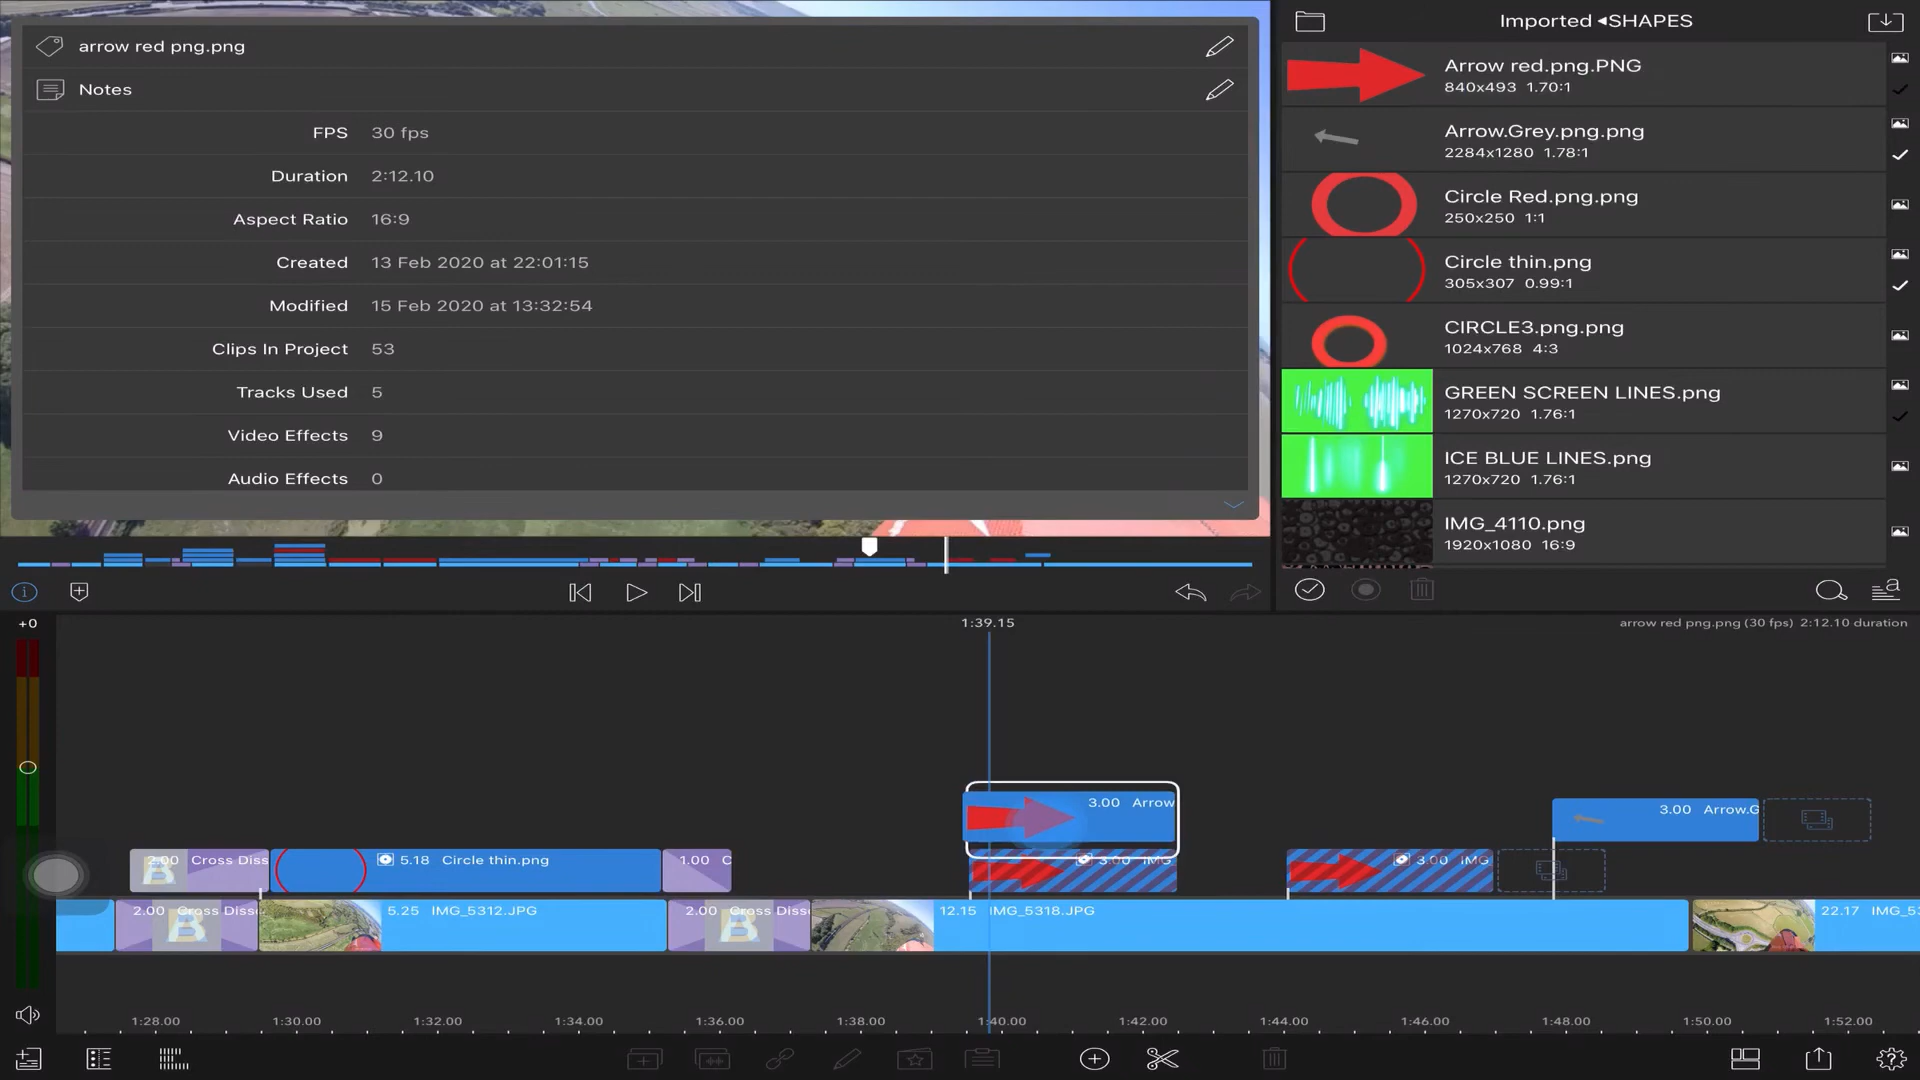 arrow red png.png
Notes
FPS 30 fps
Duration 2:12.10
Aspect Ratio 16:9
Created 13 Feb 2020 at 22:01:15
Modified 15 Feb 2020 at 13:32:54
Clips In Project 53
Tracks Used 5
Video Effects 9
Audio Effects 0
Imported ◂SHAPES
Arrow red.png.PNG
840x493 1.70:1
Arrow.Grey.png.png
2284x1280 1.78:1
Circle Red.png.png
250x250 1:1
Circle thin.png
305x307 0.99:1
CIRCLE3.png.png
1024x768 4:3
GREEN SCREEN LINES.png
1270x720 1.76:1
ICE BLUE LINES.png
1270x720 1.76:1
IMG_4110.png
1920x1080 16:9
+0
1:39.15
arrow red png.png (30 fps) 2:12.10 duration
3.00 Arrow
3.00 Arrow.G
2.00 Cross Diss
5.18 Circle thin.png
1.00 C
3.00 IMG
3.00 IMG
2.00 Cross Diss
5.25 IMG_5312.JPG
2.00 Cross Diss
12.15 IMG_5318.JPG
22.17 IMG_53
1:28.00 1:30.00 1:32.00 1:34.00 1:36.00 1:38.00 1:40.00 1:42.00 1:44.00 1:46.00 1:48.00 1:50.00 1:52.00